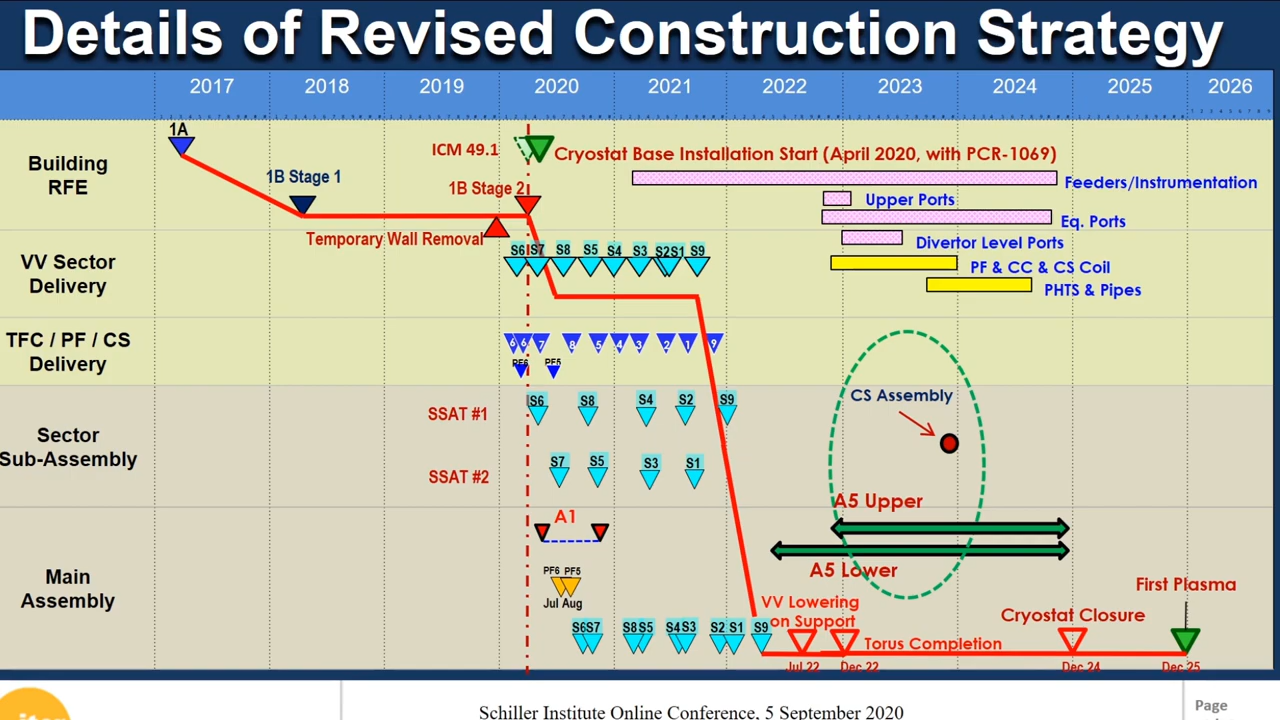 Details of Revised Construction Strategy
2017 2018 2019 2020 2021 2022 2023 2024 2025 2026
Building
RFE
1A
ICM 49.1
Cryostat Base Installation Start (April 2020, with PCR-1069)
1B Stage 1
1B Stage 2
Feeders/Instrumentation
Upper Ports
Eq. Ports
Temporary Wall Removal
Divertor Level Ports
VV Sector
Delivery
S6 S7 S8 S5 S4 S3 S2 S1 S9
PF & CC & CS Coil
PHTS & Pipes
TFC / PF / CS
Delivery
6 6 7 8 5 4 3 2 1 9
PF6 PF5
Sector
Sub-Assembly
SSAT #1
S6 S8 S4 S2 S9
CS Assembly
SSAT #2
S7 S5 S3 S1
Main
Assembly
A1
A5 Upper
A5 Lower
PF6 PF5
Jul Aug
VV Lowering
on Support
First Plasma
Cryostat Closure
S6 S7 S8 S5 S4 S3 S2 S1 S9
Torus Completion
Jul 22 Dec 22 Dec 24 Dec 25
iter
Schiller Institute Online Conference, 5 September 2020
Page